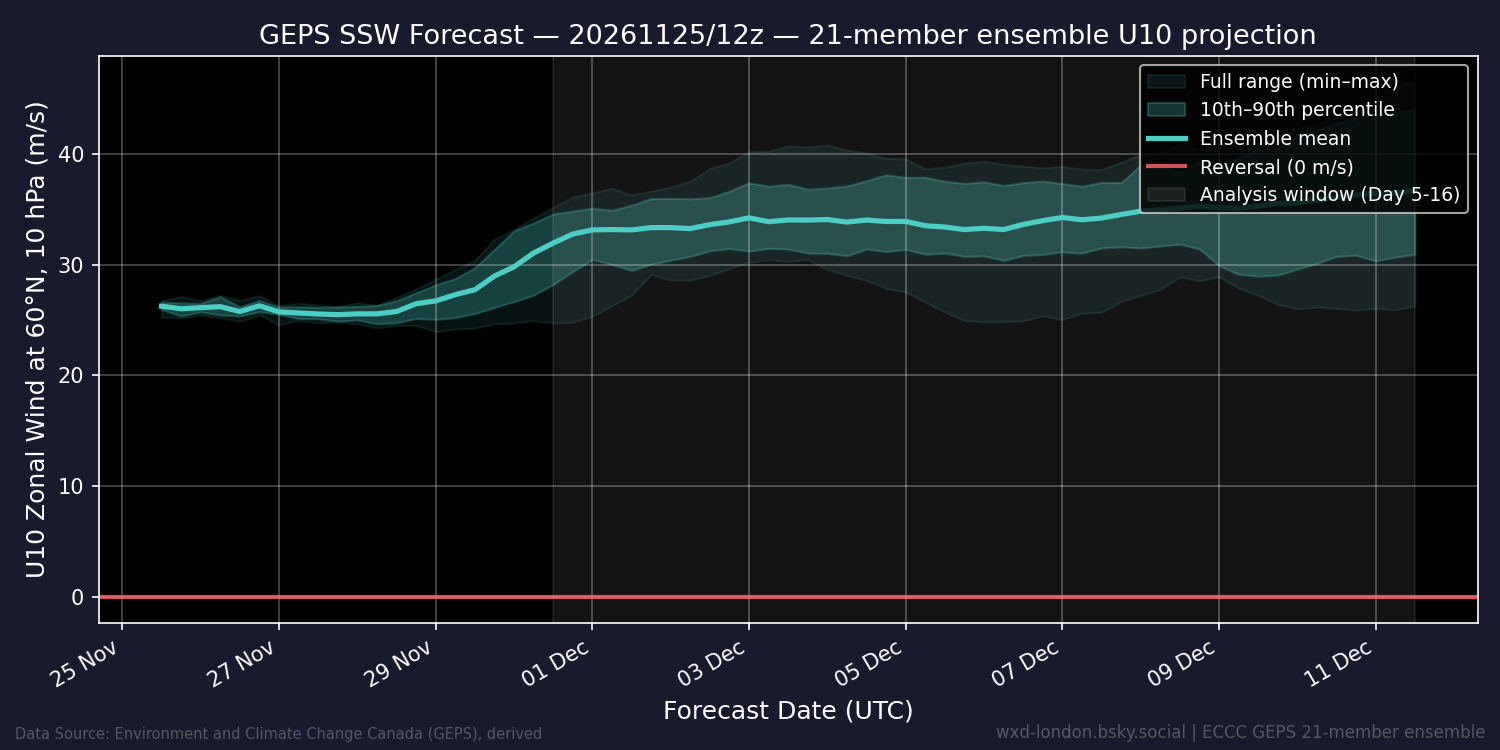 GEPS SSW Forecast — 20261125/12z — 21-member ensemble U10 projection
Full range (min–max)
10th–90th percentile
Ensemble mean
Reversal (0 m/s)
Analysis window (Day 5-16)
U10 Zonal Wind at 60°N, 10 hPa (m/s)
40
30
20
10
0
25 Nov
27 Nov
29 Nov
01 Dec
03 Dec
05 Dec
07 Dec
09 Dec
11 Dec
Forecast Date (UTC)
Data Source: Environment and Climate Change Canada (GEPS), derived
wxd-london.bsky.social | ECCC GEPS 21-member ensemble